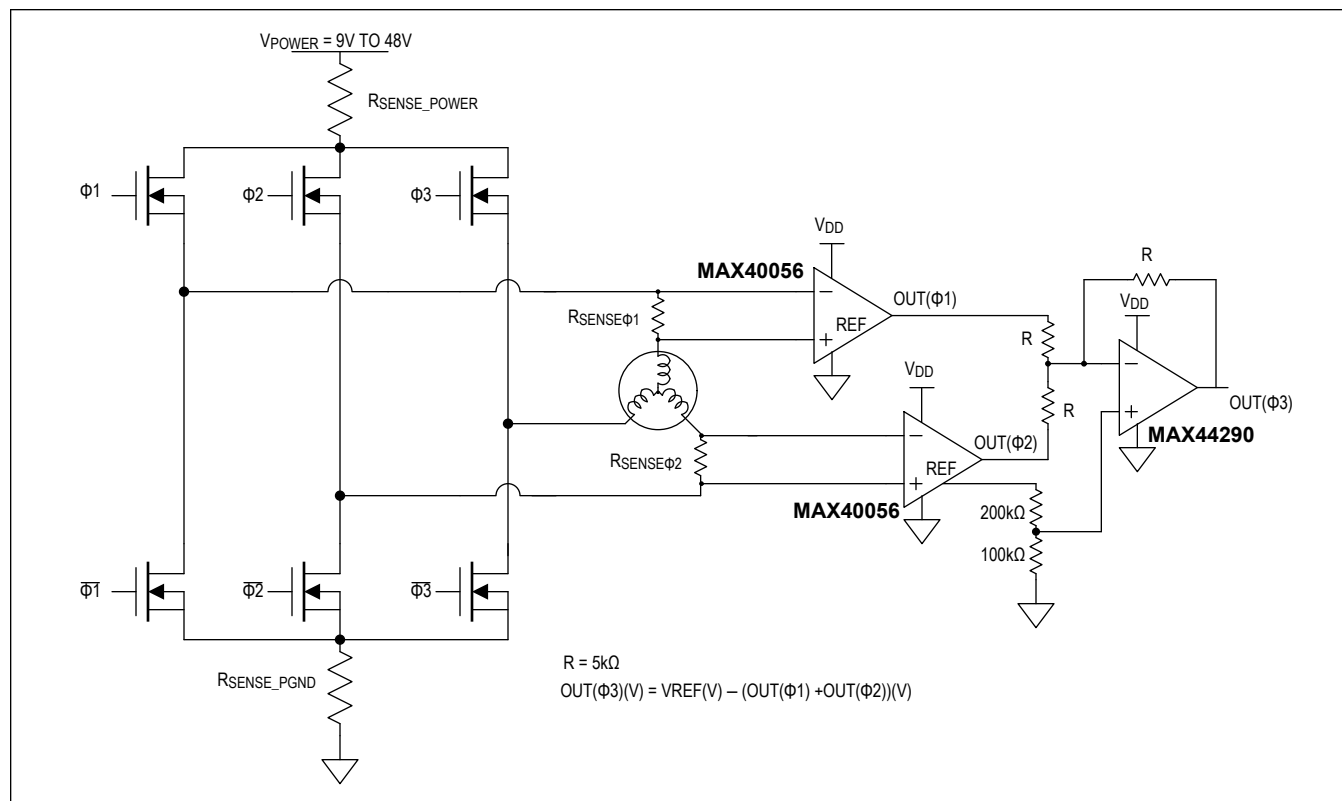 VPOWER = 9V TO 48V
RSENSE_POWER
Φ1
Φ2
Φ3
VDD
MAX40056
R
RSENSEΦ1
−
REF
+
OUT(Φ1)
VDD
R
VDD
−
+
OUT(Φ3)
MAX44290
R
RSENSEΦ2
−
REF
+
OUT(Φ2)
MAX40056
200kΩ
100kΩ
Φ1̅
Φ2̅
Φ3̅
RSENSE_PGND
R = 5kΩ
OUT(Φ3)(V) = VREF(V) – (OUT(Φ1) +OUT(Φ2))(V)